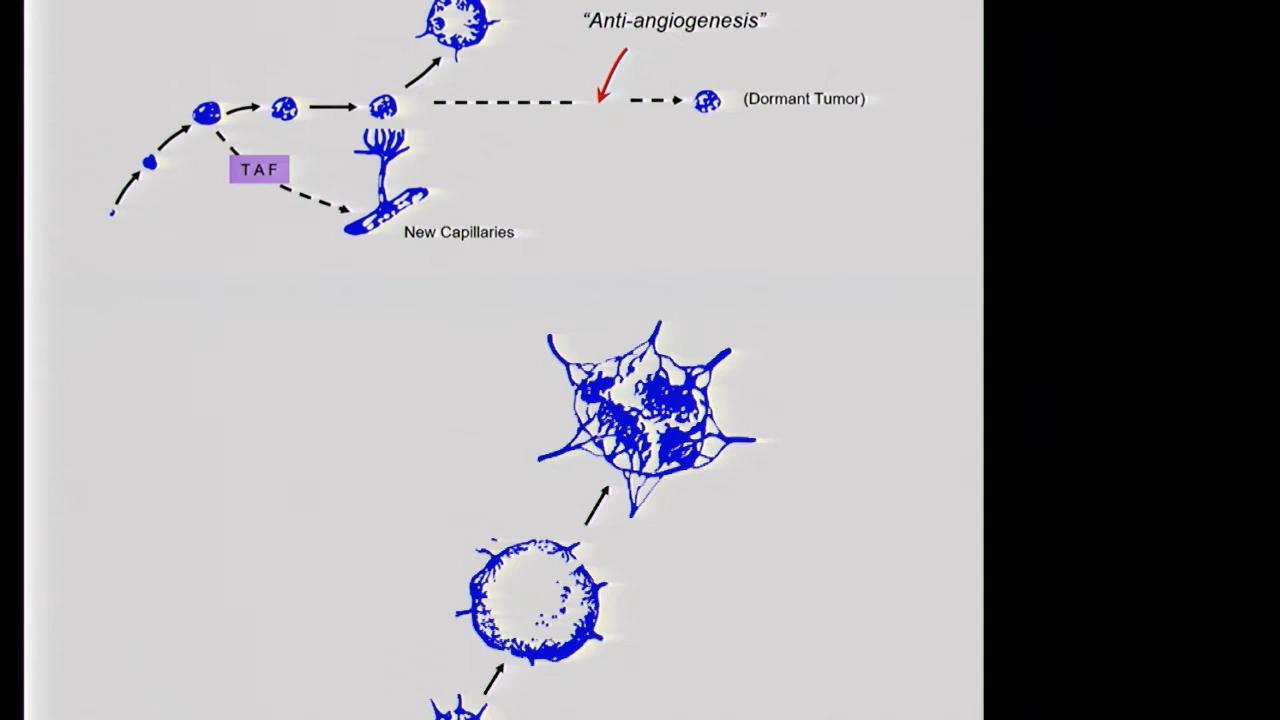 “Anti-angiogenesis”
(Dormant Tumor)
TAF
New Capillaries